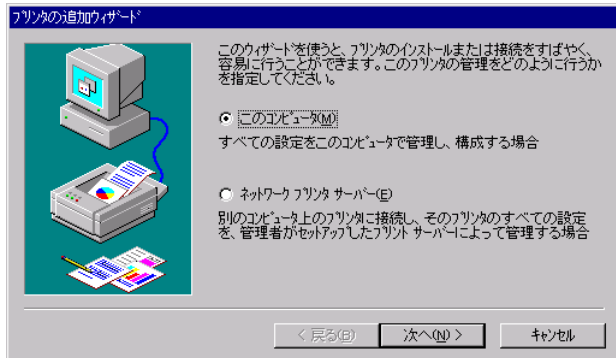 プリンタの追加ウィザード
このウィザードを使うと、プリンタのインストールまたは接続をすばやく、
容易に行うことができます。このプリンタの管理をどのように行うか
を指定してください。
このコンピュータ(M)
すべての設定をこのコンピュータで管理し、構成する場合
ネットワーク プリンタ サーバー(E)
別のコンピュータ上のプリンタに接続し、そのプリンタのすべての設定
を、管理者がセットアップしたプリント サーバーによって管理する場合
< 戻る(B)
次へ(N) >
キャンセル